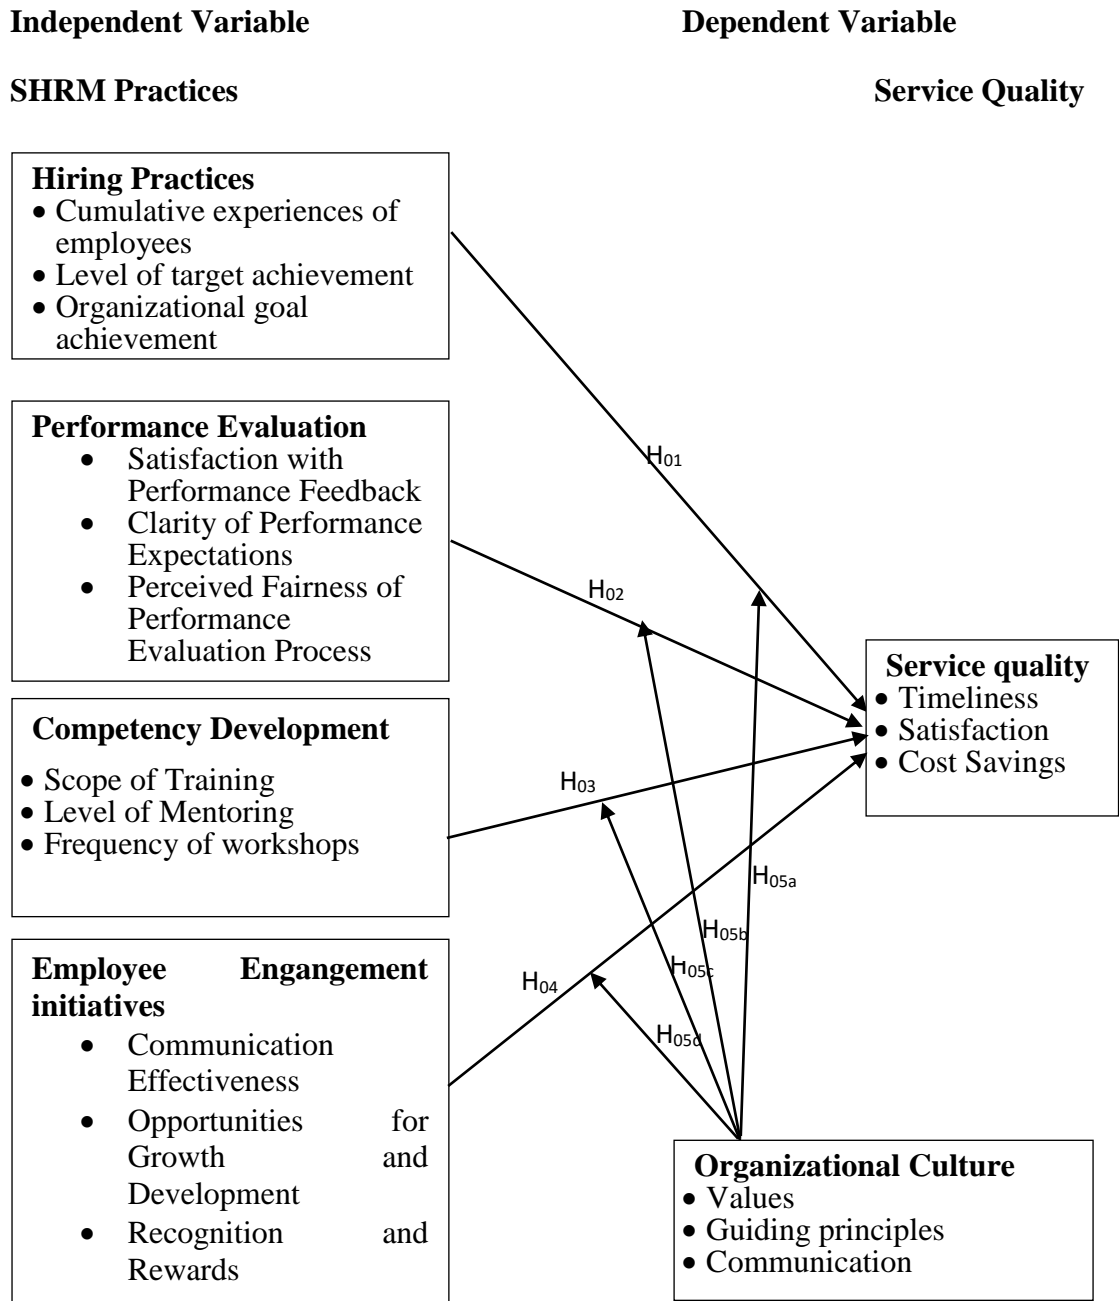 Independent Variable
Dependent Variable
SHRM Practices
Service Quality
Hiring Practices
• Cumulative experiences of
employees
• Level of target achievement
• Organizational goal
achievement
Performance Evaluation
• Satisfaction with
Performance Feedback
• Clarity of Performance
Expectations
• Perceived Fairness of
Performance
Evaluation Process
Competency Development
• Scope of Training
• Level of Mentoring
• Frequency of workshops
Employee Engangement
initiatives
• Communication
Effectiveness
• Opportunities for
Growth and
Development
• Recognition and
Rewards
H01
H02
H03
H04
H05a
H05b
H05c
H05d
Service quality
• Timeliness
• Satisfaction
• Cost Savings
Organizational Culture
• Values
• Guiding principles
• Communication